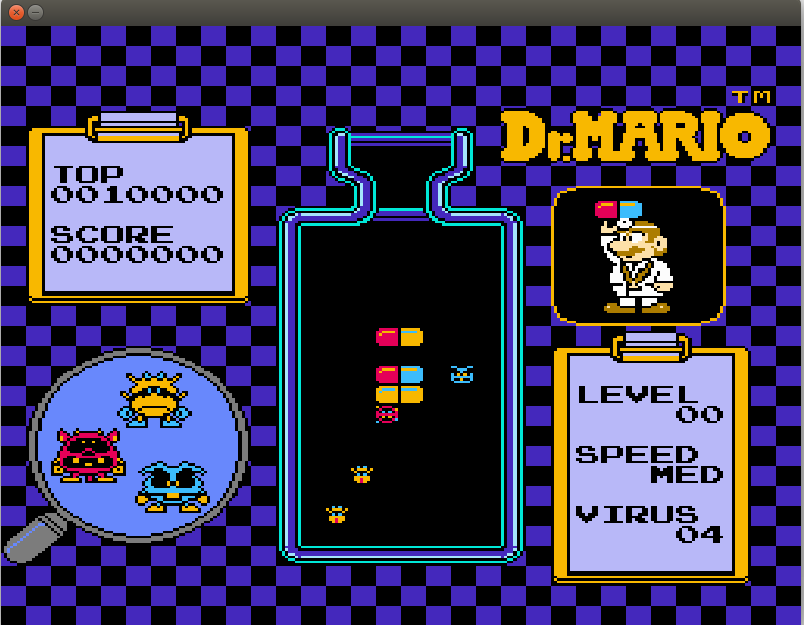 TM
Dr.MARIO
TOP
0010000
SCORE
0000000
LEVEL
00
SPEED
MED
VIRUS
04